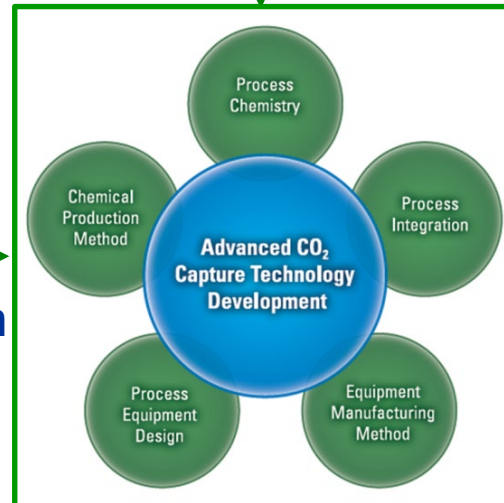 Process
Chemistry
Chemical
Production
Method
Process
Integration
Advanced CO₂
Capture Technology
Development
Process
Equipment
Design
Equipment
Manufacturing
Method